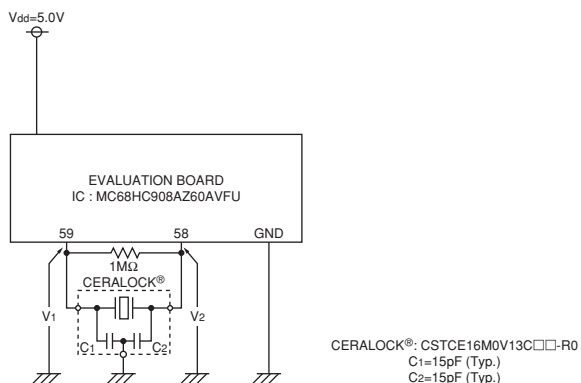 Vdd=5.0V
EVALUATION BOARD
IC : MC68HC908AZ60AVFU
59 58 GND
1MΩ
CERALOCK®
V1 V2
C1 C2
CERALOCK®: CSTCE16M0V13C□□-R0
C1=15pF (Typ.)
C2=15pF (Typ.)